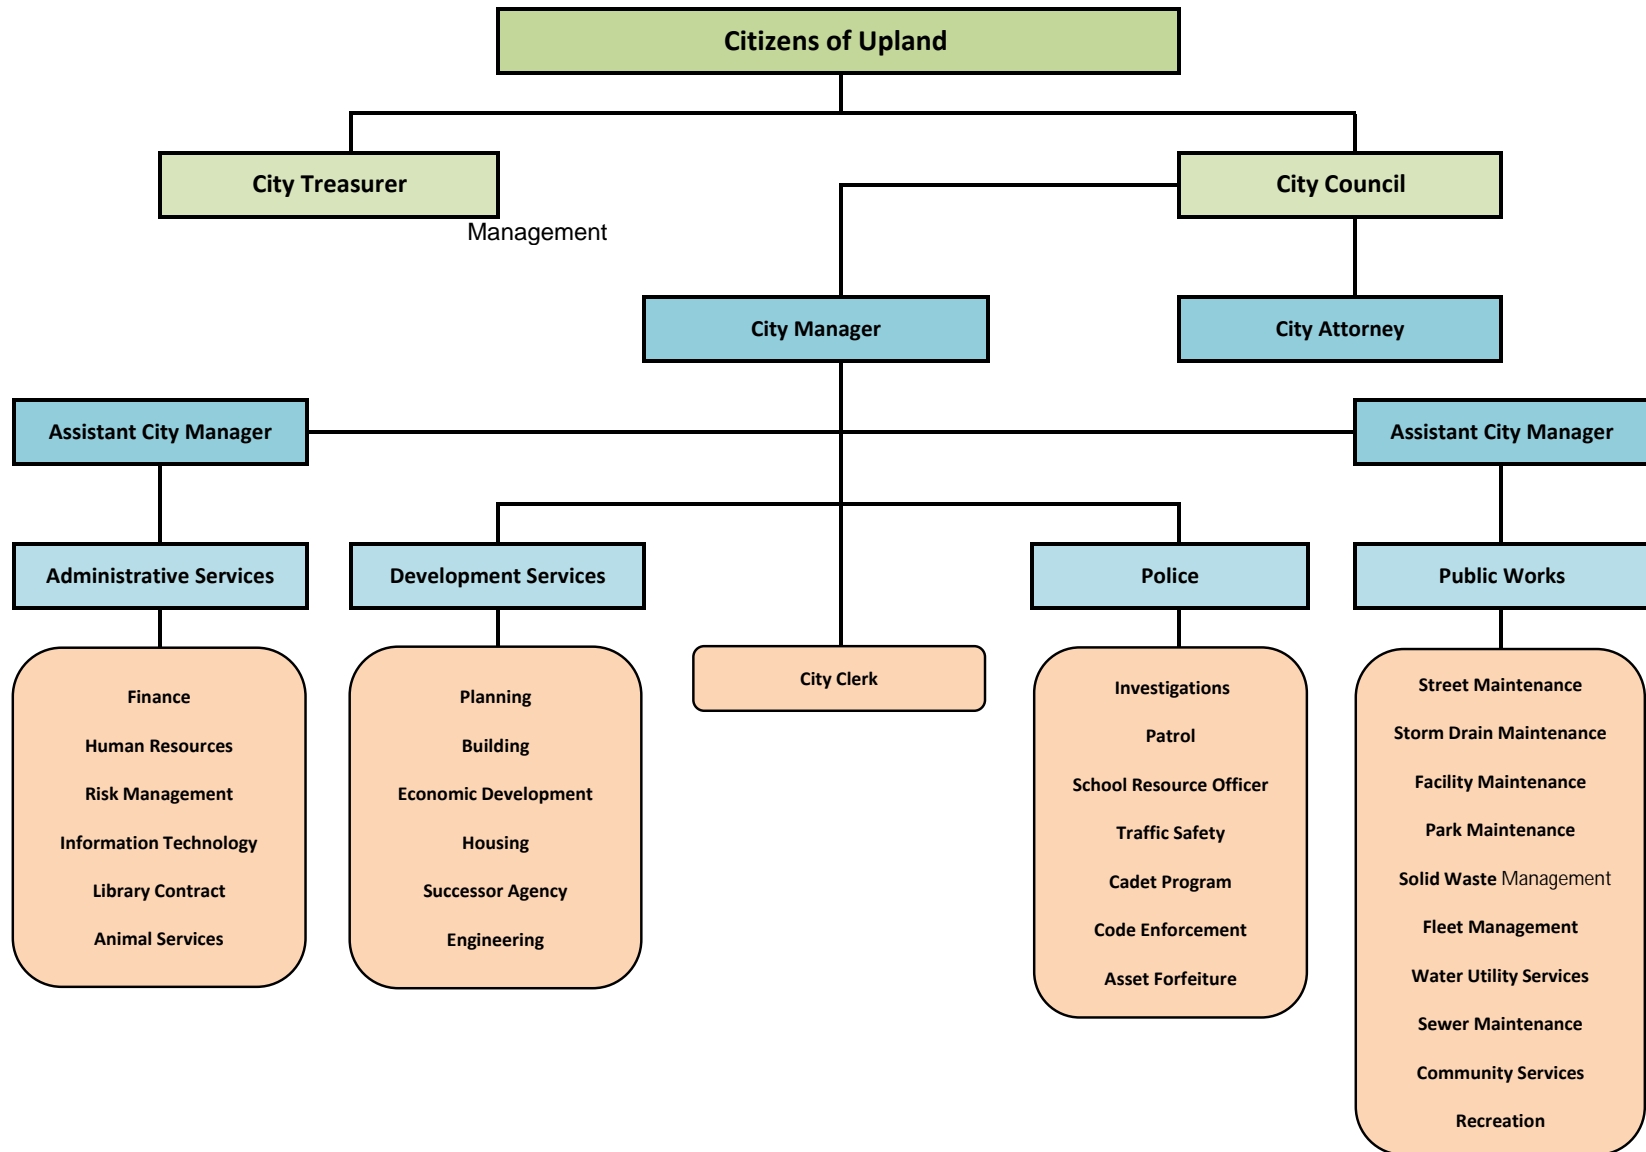 Citizens of Upland
City Treasurer
City Council
Management
City Manager
City Attorney
Assistant City Manager
Assistant City Manager
Administrative Services
Development Services
Police
Public Works
Finance
Human Resources
Risk Management
Information Technology
Library Contract
Animal Services
Planning
Building
Economic Development
Housing
Successor Agency
Engineering
City Clerk
Investigations
Patrol
School Resource Officer
Traffic Safety
Cadet Program
Code Enforcement
Asset Forfeiture
Street Maintenance
Storm Drain Maintenance
Facility Maintenance
Park Maintenance
Solid Waste Management
Fleet Management
Water Utility Services
Sewer Maintenance
Community Services
Recreation